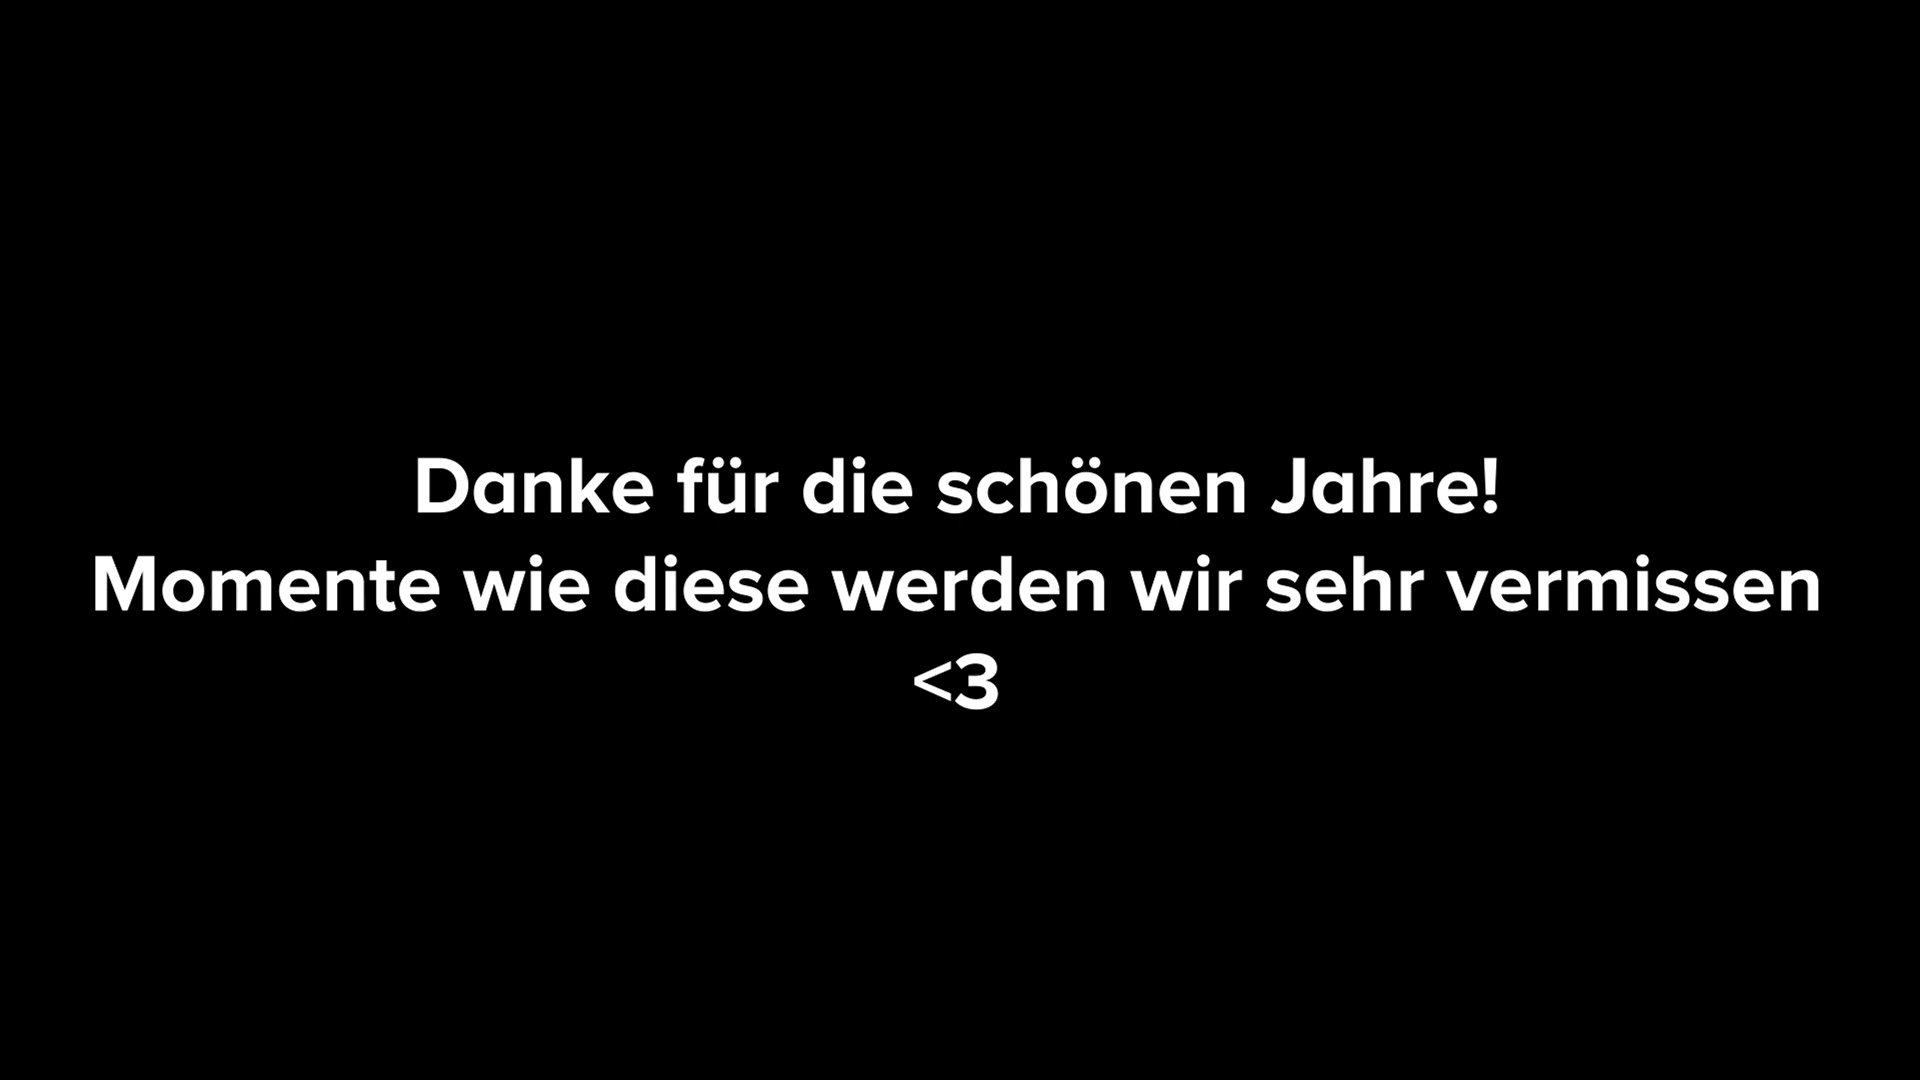 Danke für die schönen Jahre!
Momente wie diese werden wir sehr vermissen
<3